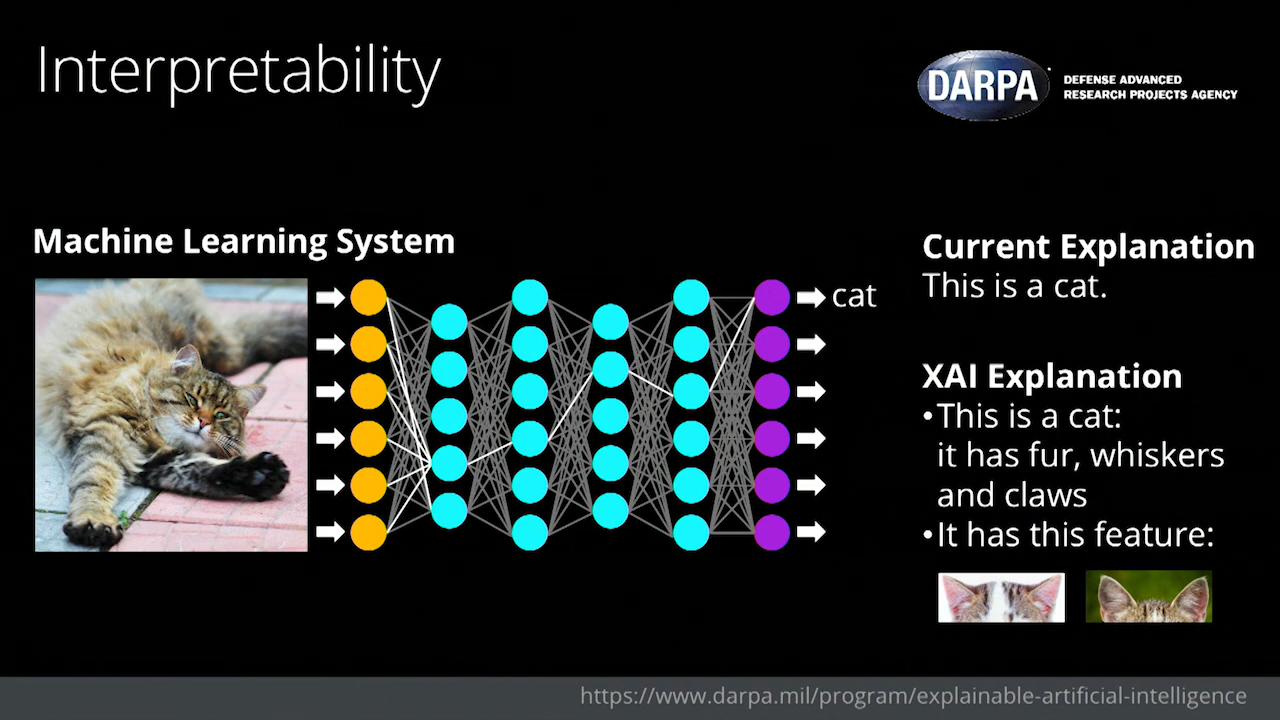 Interpretability
DARPA
DEFENSE ADVANCED
RESEARCH PROJECTS AGENCY
Machine Learning System
cat
Current Explanation
This is a cat.
XAI Explanation
•This is a cat:
it has fur, whiskers
and claws
•It has this feature:
https://www.darpa.mil/program/explainable-artificial-intelligence